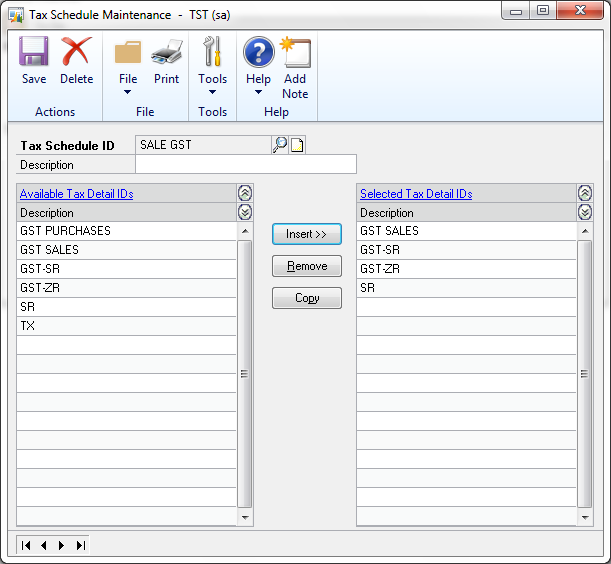 Tax Schedule Maintenance - TST (sa)
Save Delete File Print Tools Help Add Note
Actions File Tools Help
Tax Schedule ID SALE GST
Description
Available Tax Detail IDs
Description
GST PURCHASES
GST SALES
GST-SR
GST-ZR
SR
TX
Insert >>
Remove
Copy
Selected Tax Detail IDs
Description
GST SALES
GST-SR
GST-ZR
SR